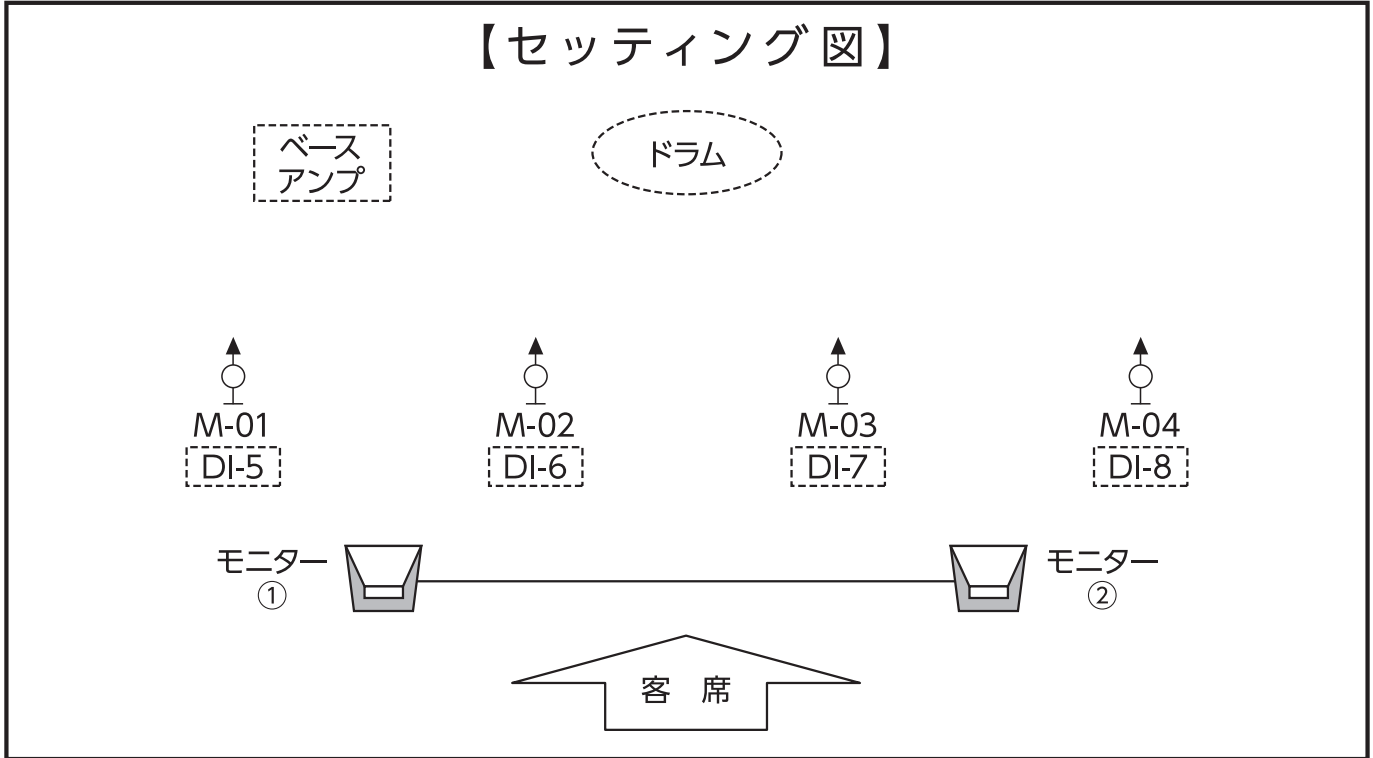 【セッティング図】
ベース
アンプ
ドラム
M-01
DI-5
M-02
DI-6
M-03
DI-7
M-04
DI-8
モニター
①
モニター
②
客 席